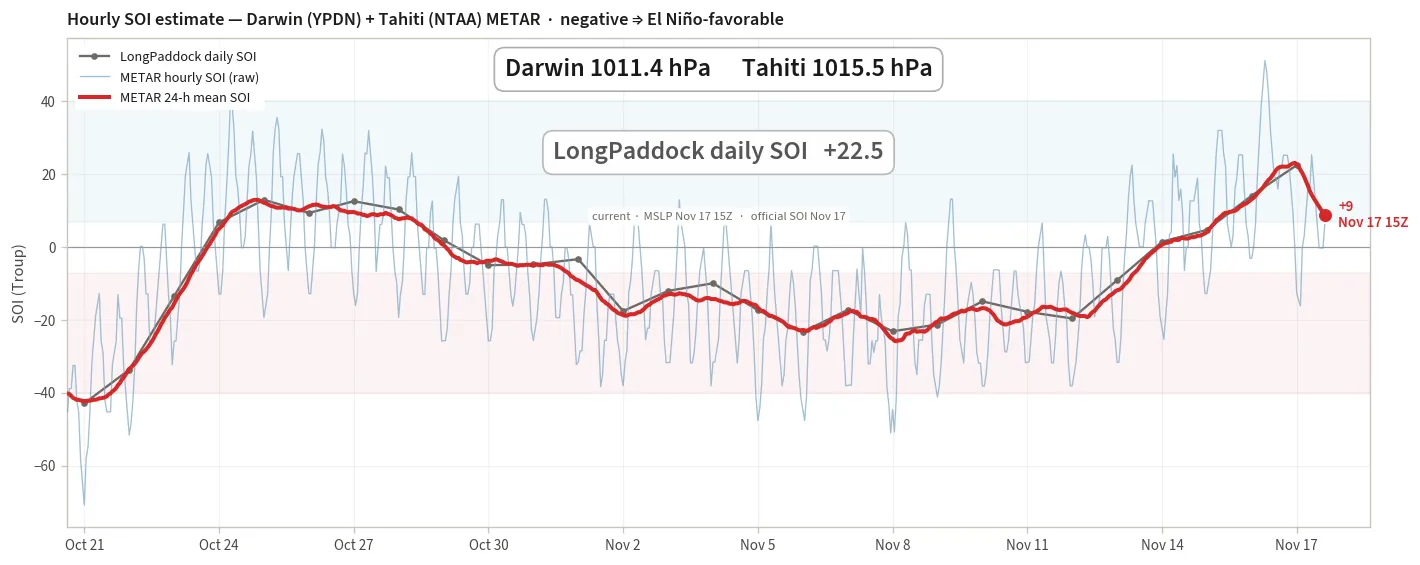 Hourly SOI estimate — Darwin (YPDN) + Tahiti (NTAA) METAR · negative ⇒ El Niño-favorable
LongPaddock daily SOI
METAR hourly SOI (raw)
METAR 24-h mean SOI
Darwin 1011.4 hPa Tahiti 1015.5 hPa
LongPaddock daily SOI +22.5
current · MSLP Nov 17 15Z · official SOI Nov 17
+9
Nov 17 15Z
SOI (Troup)
40
20
0
−20
−40
−60
Oct 21 Oct 24 Oct 27 Oct 30 Nov 2 Nov 5 Nov 8 Nov 11 Nov 14 Nov 17